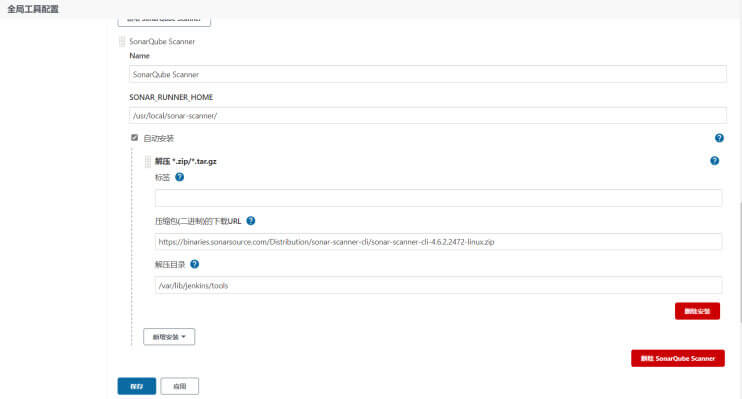 全局工具配置
新增 SonarQube Scanner
SonarQube Scanner
Name
SonarQube Scanner
SONAR_RUNNER_HOME
/usr/local/sonar-scanner/
自动安装
解压 *.zip/*.tar.gz
标签
压缩包(二进制)的下载URL
https://binaries.sonarsource.com/Distribution/sonar-scanner-cli/sonar-scanner-cli-4.6.2.2472-linux.zip
解压目录
/var/lib/jenkins/tools
删除安装
新增安装
删除 SonarQube Scanner
保存
应用